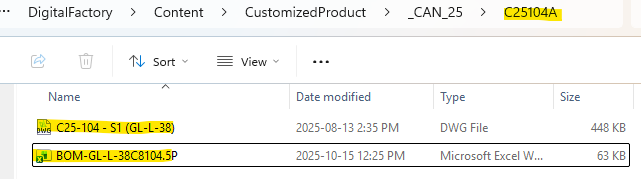 DigitalFactory > Content > CustomizedProduct > _CAN_25 > C25104A
Sort View
Name Date modified Type Size
C25-104 - S1 (GL-L-38) 2025-08-13 2:35 PM DWG File 448 KB
BOM-GL-L-38C8104.5P 2025-10-15 12:25 PM Microsoft Excel W... 63 KB